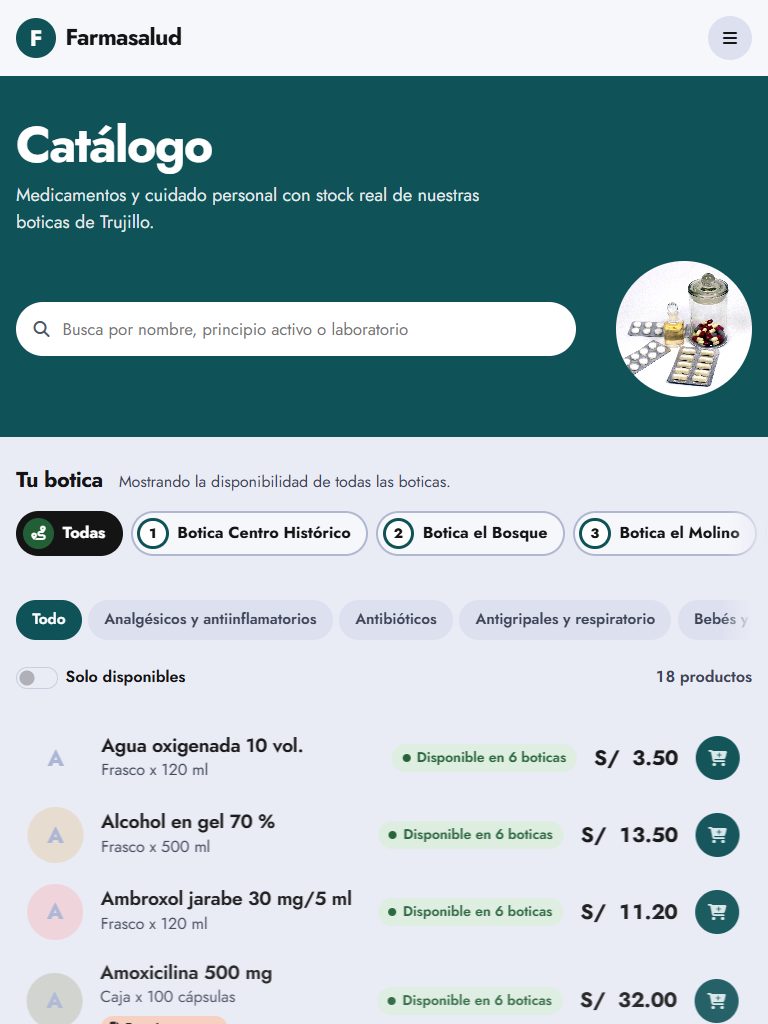 F Farmasalud
Catálogo
Medicamentos y cuidado personal con stock real de nuestras
boticas de Trujillo.
Busca por nombre, principio activo o laboratorio
Tu botica Mostrando la disponibilidad de todas las boticas.
Todas 1 Botica Centro Histórico 2 Botica el Bosque 3 Botica el Molino
Todo Analgésicos y antiinflamatorios Antibióticos Antigripales y respiratorio Bebés y
Solo disponibles 18 productos
A Agua oxigenada 10 vol. Disponible en 6 boticas S/ 3.50
Frasco x 120 ml
A Alcohol en gel 70 % Disponible en 6 boticas S/ 13.50
Frasco x 500 ml
A Ambroxol jarabe 30 mg/5 ml Disponible en 6 boticas S/ 11.20
Frasco x 120 ml
A Amoxicilina 500 mg Disponible en 6 boticas S/ 32.00
Caja x 100 cápsulas